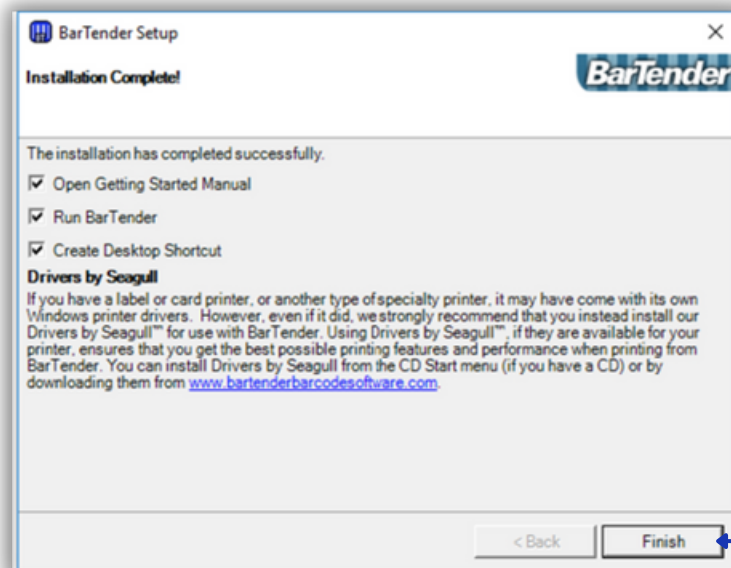 BarTender Setup
Installation Complete!
BarTender
The installation has completed successfully.
Open Getting Started Manual
Run BarTender
Create Desktop Shortcut
Drivers by Seagull
If you have a label or card printer, or another type of specialty printer, it may have come with its own
Windows printer drivers.  However, even if it did, we strongly recommend that you instead install our
Drivers by Seagull™ for use with BarTender. Using Drivers by Seagull™, if they are available for your
printer, ensures that you get the best possible printing features and performance when printing from
BarTender. You can install Drivers by Seagull from the CD Start menu (if you have a CD) or by
downloading them from www.bartenderbarcodesoftware.com.
< Back
Finish